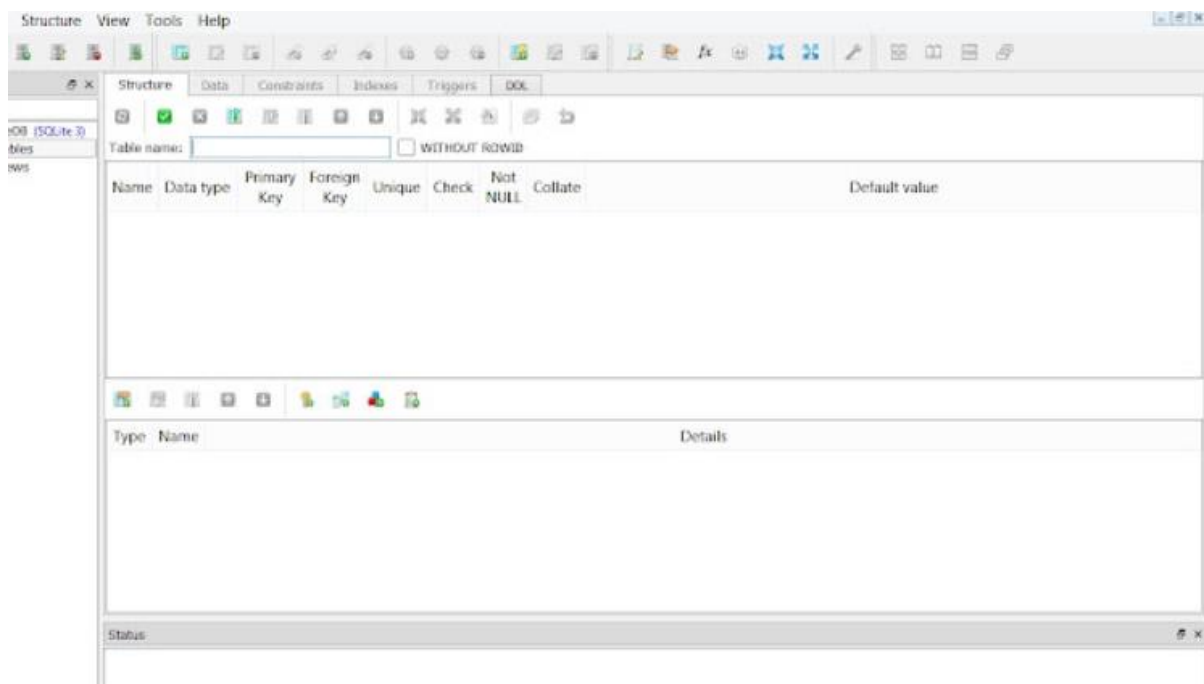 Structure View Tools Help
fx
Structure Data Constraints Indexes Triggers DDL
(SQLite 3)
Table name: WITHOUT ROWID
Name Data type Primary Key Foreign Key Unique Check Not NULL Collate Default value
Type Name Details
Status